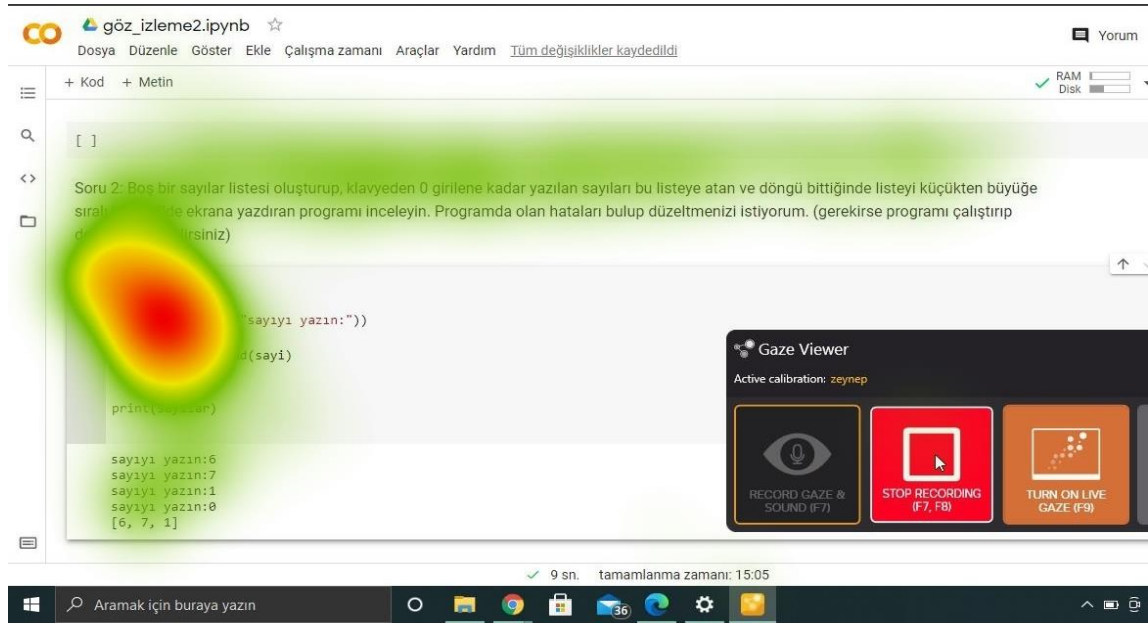 CO göz_izleme2.ipynb
Dosya Düzenle Göster Ekle Çalışma zamanı Araçlar Yardım Tüm değişiklikler kaydedildi
Yorum
+ Kod + Metin
RAM
Disk
[ ]
Soru 2: Boş bir sayılar listesi oluşturup, klavyeden 0 girilene kadar yazılan sayıları bu listeye atan ve döngü bittiğinde listeyi küçükten büyüğe
ekrana yazdıran programı inceleyin. Programda olan hataları bulup düzeltmenizi istiyorum. (gerekirse programı çalıştırıp
"sayıyı yazın:"))
(sayi)
print(sayilar)
sayıyı yazın:6
sayıyı yazın:7
sayıyı yazın:1
sayıyı yazın:0
[6, 7, 1]
Gaze Viewer
Active calibration: zeynep
RECORD GAZE &
SOUND (F7)
STOP RECORDING
(F7, F8)
TURN ON LIVE
GAZE (F9)
9 sn. tamamlanma zamanı: 15:05
Aramak için buraya yazın
36